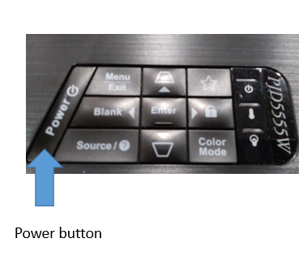 Menu
Exit
Power
Blank
Enter
Source / ?
Color
Mode
PJD5555W
Power button